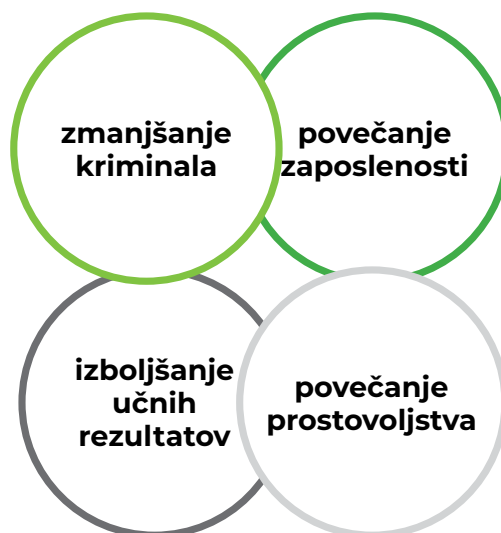 zmanjšanje
kriminala
povečanje
zaposlenosti
izboljšanje
učnih
rezultatov
povečanje
prostovoljstva